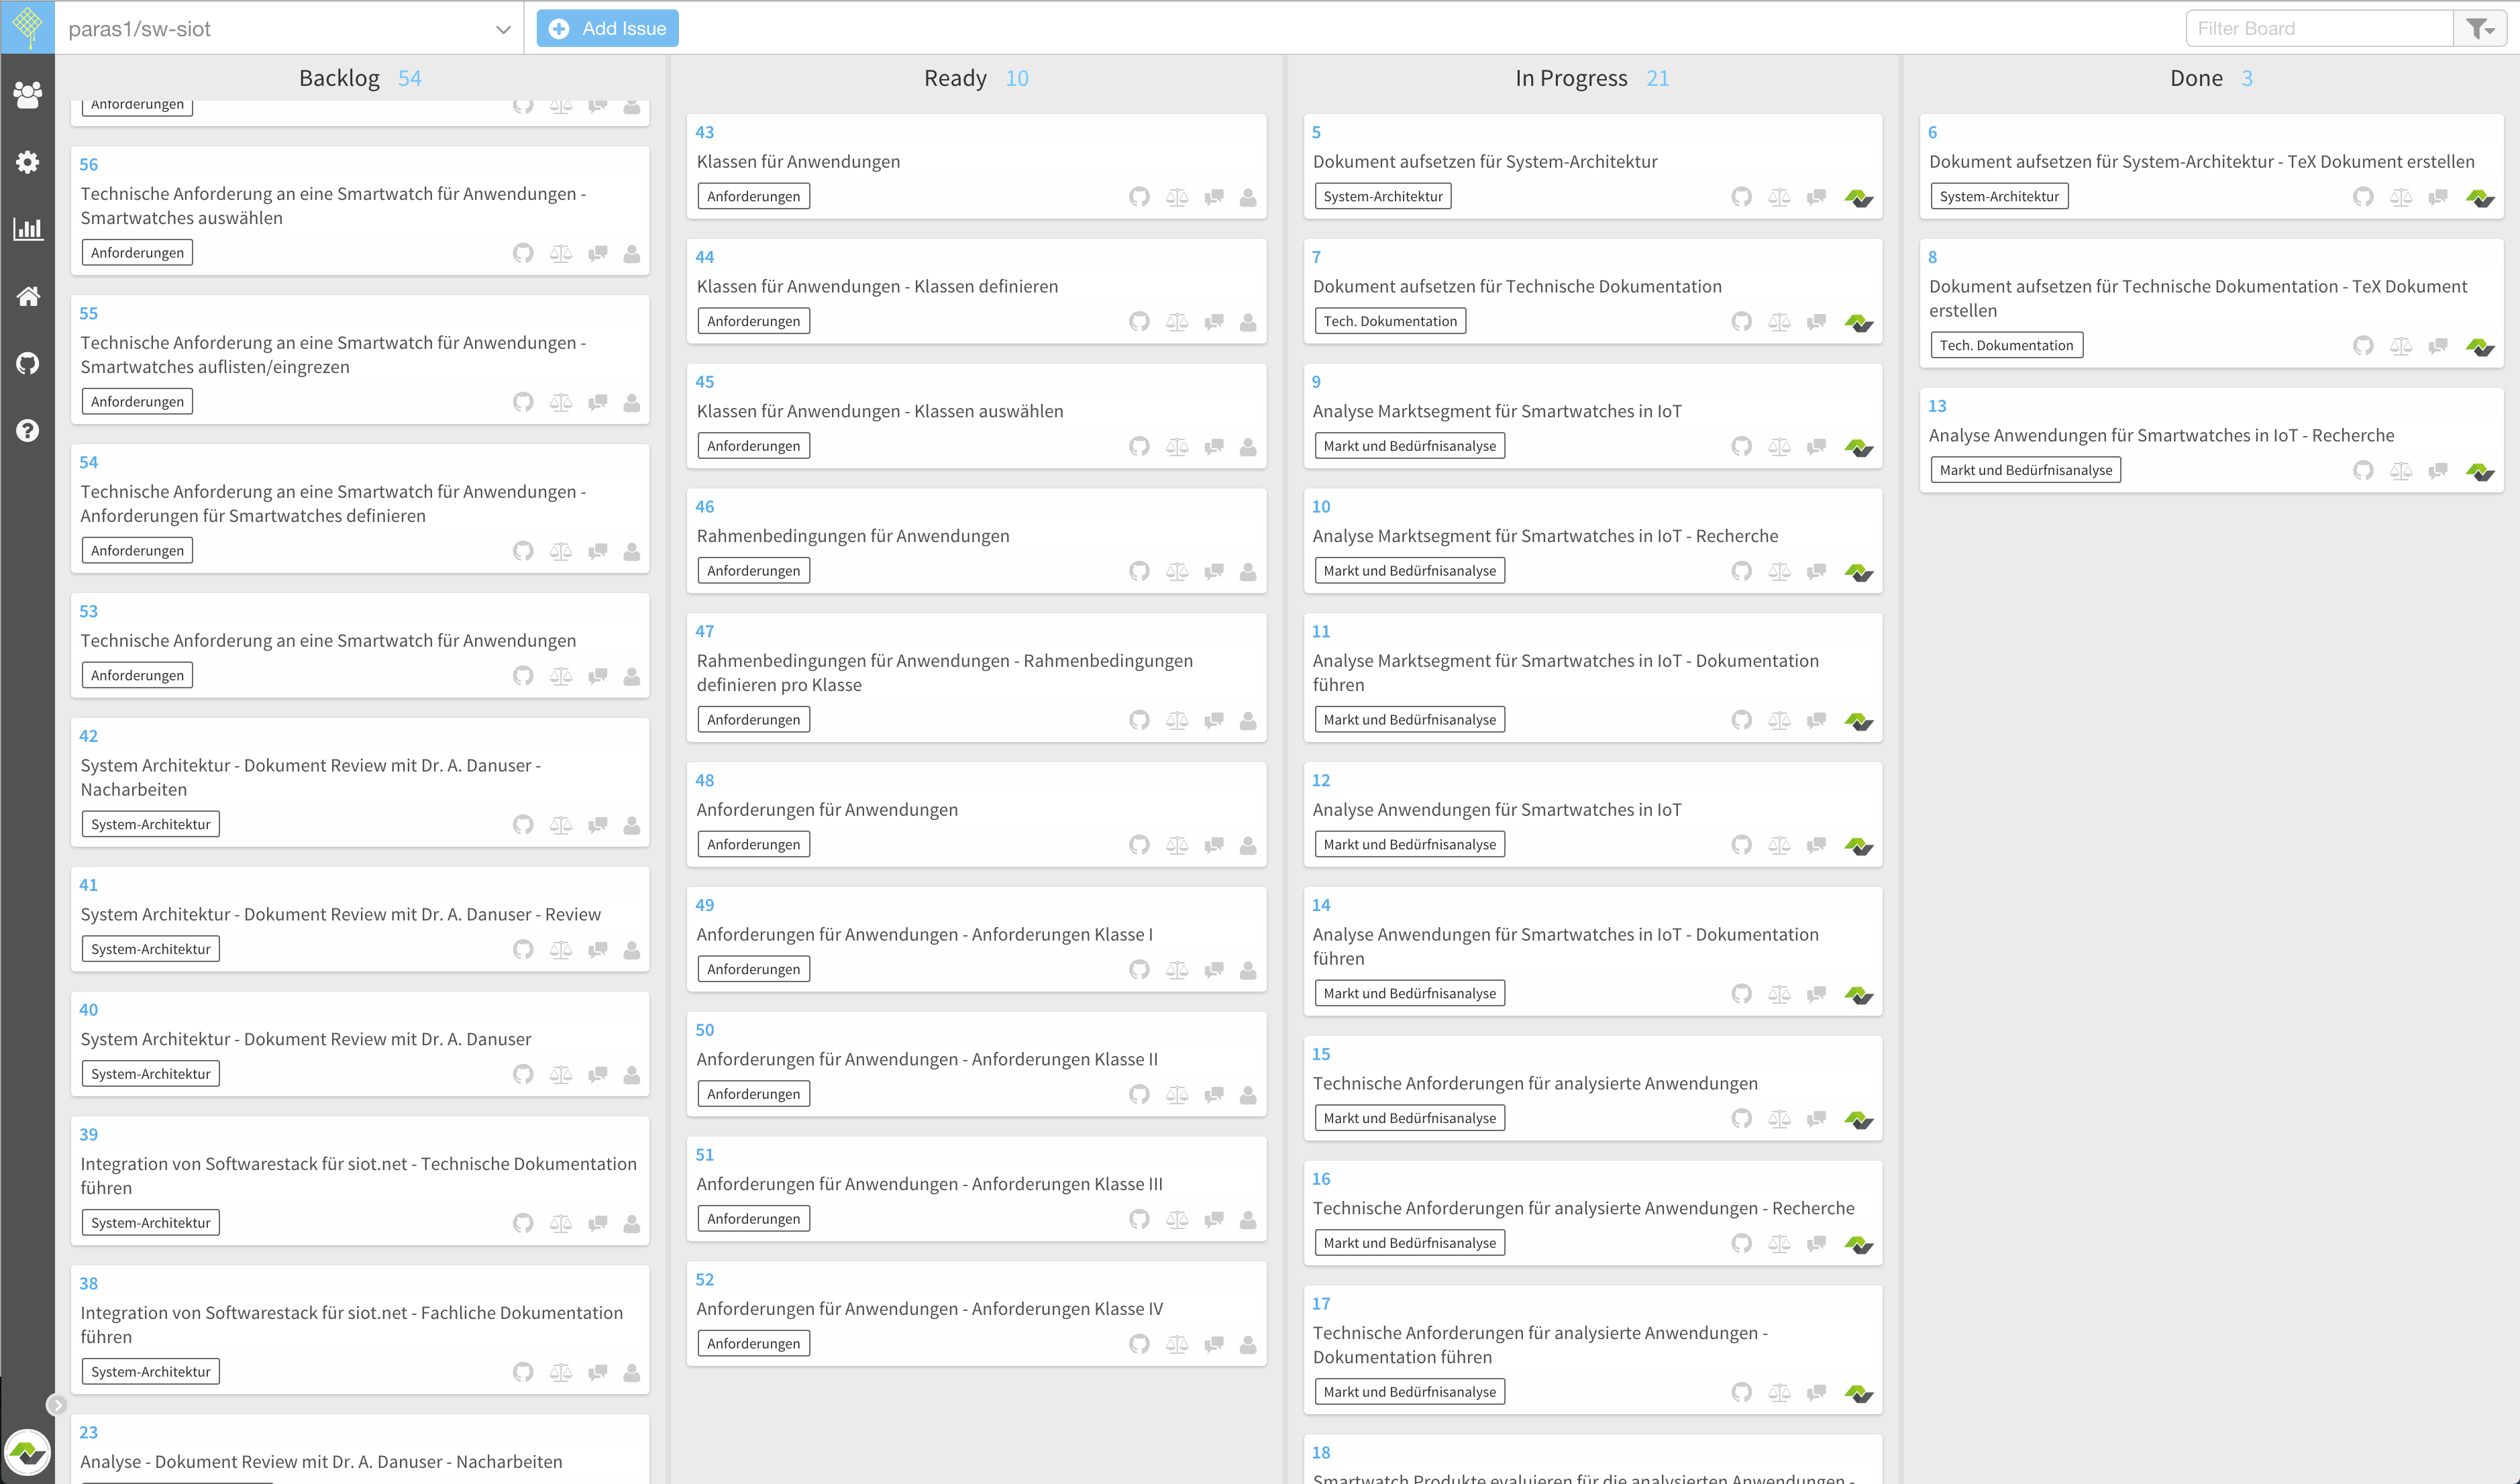 paras1/sw-siot
Add Issue
Filter Board
Backlog 54
Anforderungen
56
Technische Anforderung an eine Smartwatch für Anwendungen -
Smartwatches auswählen
Anforderungen
55
Technische Anforderung an eine Smartwatch für Anwendungen -
Smartwatches auflisten/eingrezen
Anforderungen
54
Technische Anforderung an eine Smartwatch für Anwendungen -
Anforderungen für Smartwatches definieren
Anforderungen
53
Technische Anforderung an eine Smartwatch für Anwendungen
Anforderungen
42
System Architektur - Dokument Review mit Dr. A. Danuser -
Nacharbeiten
System-Architektur
41
System Architektur - Dokument Review mit Dr. A. Danuser - Review
System-Architektur
40
System Architektur - Dokument Review mit Dr. A. Danuser
System-Architektur
39
Integration von Softwarestack für siot.net - Technische Dokumentation
führen
System-Architektur
38
Integration von Softwarestack für siot.net - Fachliche Dokumentation
führen
System-Architektur
23
Analyse - Dokument Review mit Dr. A. Danuser - Nacharbeiten
Ready 10
43
Klassen für Anwendungen
Anforderungen
44
Klassen für Anwendungen - Klassen definieren
Anforderungen
45
Klassen für Anwendungen - Klassen auswählen
Anforderungen
46
Rahmenbedingungen für Anwendungen
Anforderungen
47
Rahmenbedingungen für Anwendungen - Rahmenbedingungen
definieren pro Klasse
Anforderungen
48
Anforderungen für Anwendungen
Anforderungen
49
Anforderungen für Anwendungen - Anforderungen Klasse I
Anforderungen
50
Anforderungen für Anwendungen - Anforderungen Klasse II
Anforderungen
51
Anforderungen für Anwendungen - Anforderungen Klasse III
Anforderungen
52
Anforderungen für Anwendungen - Anforderungen Klasse IV
Anforderungen
In Progress 21
5
Dokument aufsetzen für System-Architektur
System-Architektur
7
Dokument aufsetzen für Technische Dokumentation
Tech. Dokumentation
9
Analyse Marktsegment für Smartwatches in IoT
Markt und Bedürfnisanalyse
10
Analyse Marktsegment für Smartwatches in IoT - Recherche
Markt und Bedürfnisanalyse
11
Analyse Marktsegment für Smartwatches in IoT - Dokumentation
führen
Markt und Bedürfnisanalyse
12
Analyse Anwendungen für Smartwatches in IoT
Markt und Bedürfnisanalyse
14
Analyse Anwendungen für Smartwatches in IoT - Dokumentation
führen
Markt und Bedürfnisanalyse
15
Technische Anforderungen für analysierte Anwendungen
Markt und Bedürfnisanalyse
16
Technische Anforderungen für analysierte Anwendungen - Recherche
Markt und Bedürfnisanalyse
17
Technische Anforderungen für analysierte Anwendungen -
Dokumentation führen
Markt und Bedürfnisanalyse
18
Smartwatch Produkte evaluieren für die analysierten Anwendungen -
Done 3
6
Dokument aufsetzen für System-Architektur - TeX Dokument erstellen
System-Architektur
8
Dokument aufsetzen für Technische Dokumentation - TeX Dokument
erstellen
Tech. Dokumentation
13
Analyse Anwendungen für Smartwatches in IoT - Recherche
Markt und Bedürfnisanalyse